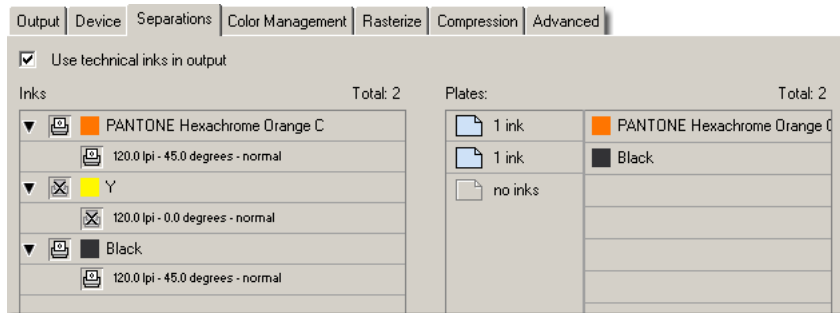 Output Device Separations Color Management Rasterize Compression Advanced
Use technical inks in output
Inks Total: 2 Plates: Total: 2
PANTONE Hexachrome Orange C 1 ink PANTONE Hexachrome Orange
120.0 lpi - 45.0 degrees - normal 1 ink Black
Y no inks
120.0 lpi - 0.0 degrees - normal
Black
120.0 lpi - 45.0 degrees - normal